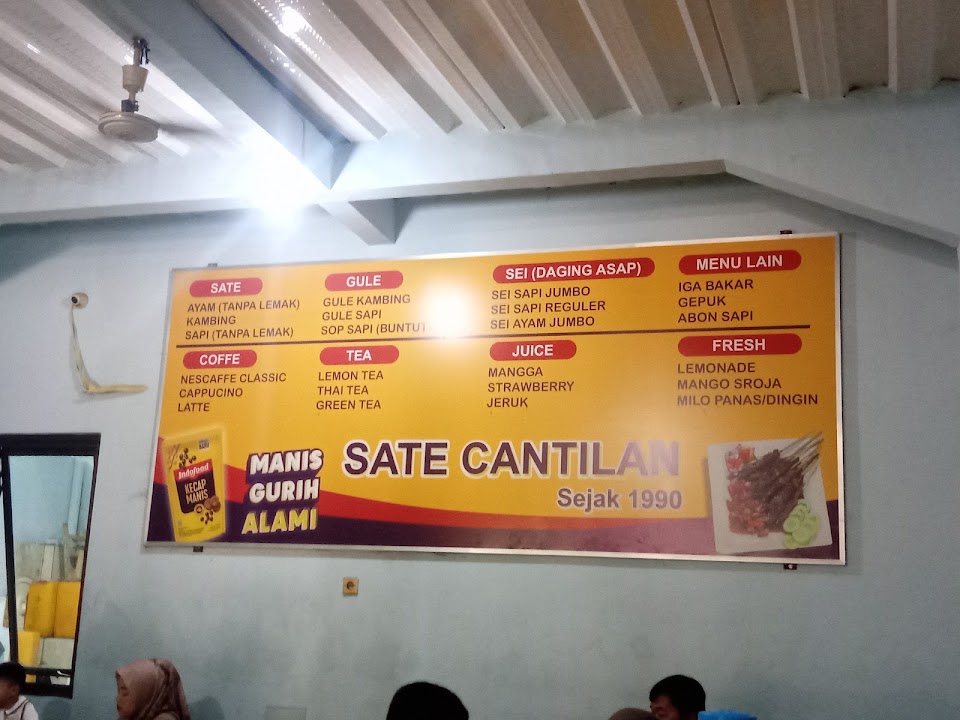 SATE
AYAM (TANPA LEMAK)
KAMBING
SAPI (TANPA LEMAK)
GULE
GULE KAMBING
GULE SAPI
SOP SAPI (BUNTUT
SEI (DAGING ASAP)
SEI SAPI JUMBO
SEI SAPI REGULER
SEI AYAM JUMBO
MENU LAIN
IGA BAKAR
GEPUK
ABON SAPI
COFFE
NESCAFFE CLASSIC
CAPPUCINO
LATTE
TEA
LEMON TEA
THAI TEA
GREEN TEA
JUICE
MANGGA
STRAWBERRY
JERUK
FRESH
LEMONADE
MANGO SROJA
MILO PANAS/DINGIN
Indofood
KECAP
MANIS
MANIS
GURIH
ALAMI
SATE CANTILAN
Sejak 1990